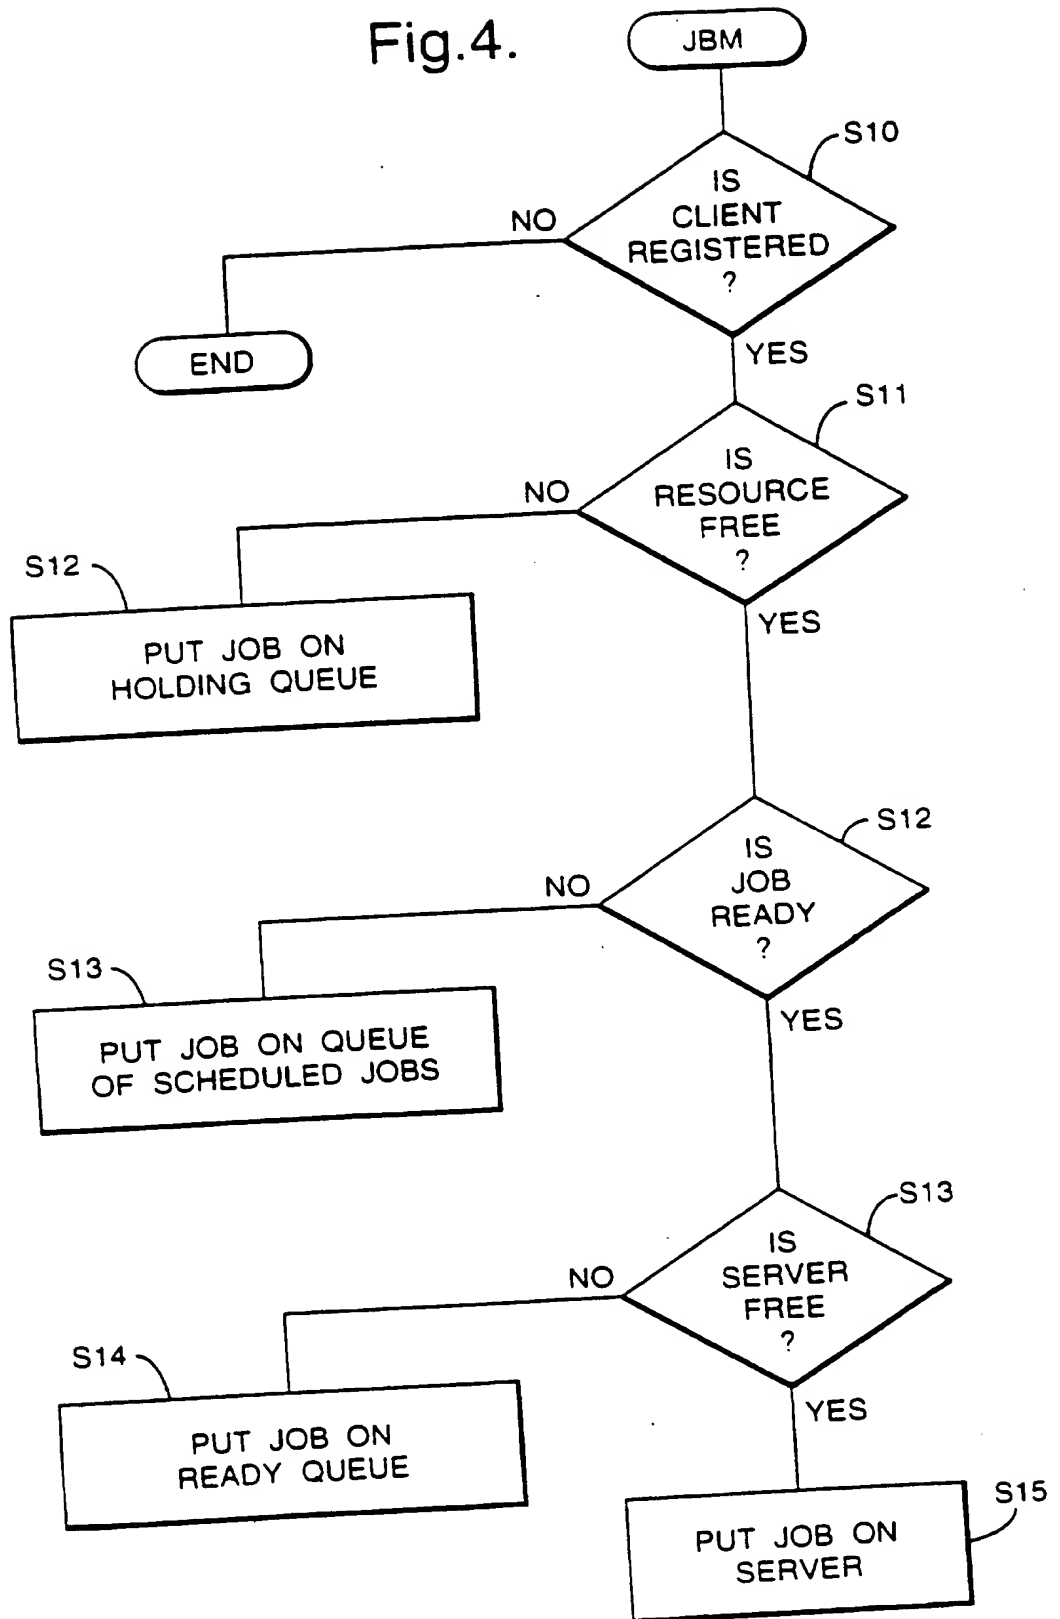 Fig.4.
JBM
S10
IS
CLIENT
REGISTERED
?
NO
YES
END
S11
IS
RESOURCE
FREE
?
NO
YES
S12
PUT JOB ON
HOLDING QUEUE
S12
IS
JOB
READY
?
NO
YES
S13
PUT JOB ON QUEUE
OF SCHEDULED JOBS
S13
IS
SERVER
FREE
?
NO
YES
S14
PUT JOB ON
READY QUEUE
S15
PUT JOB ON
SERVER